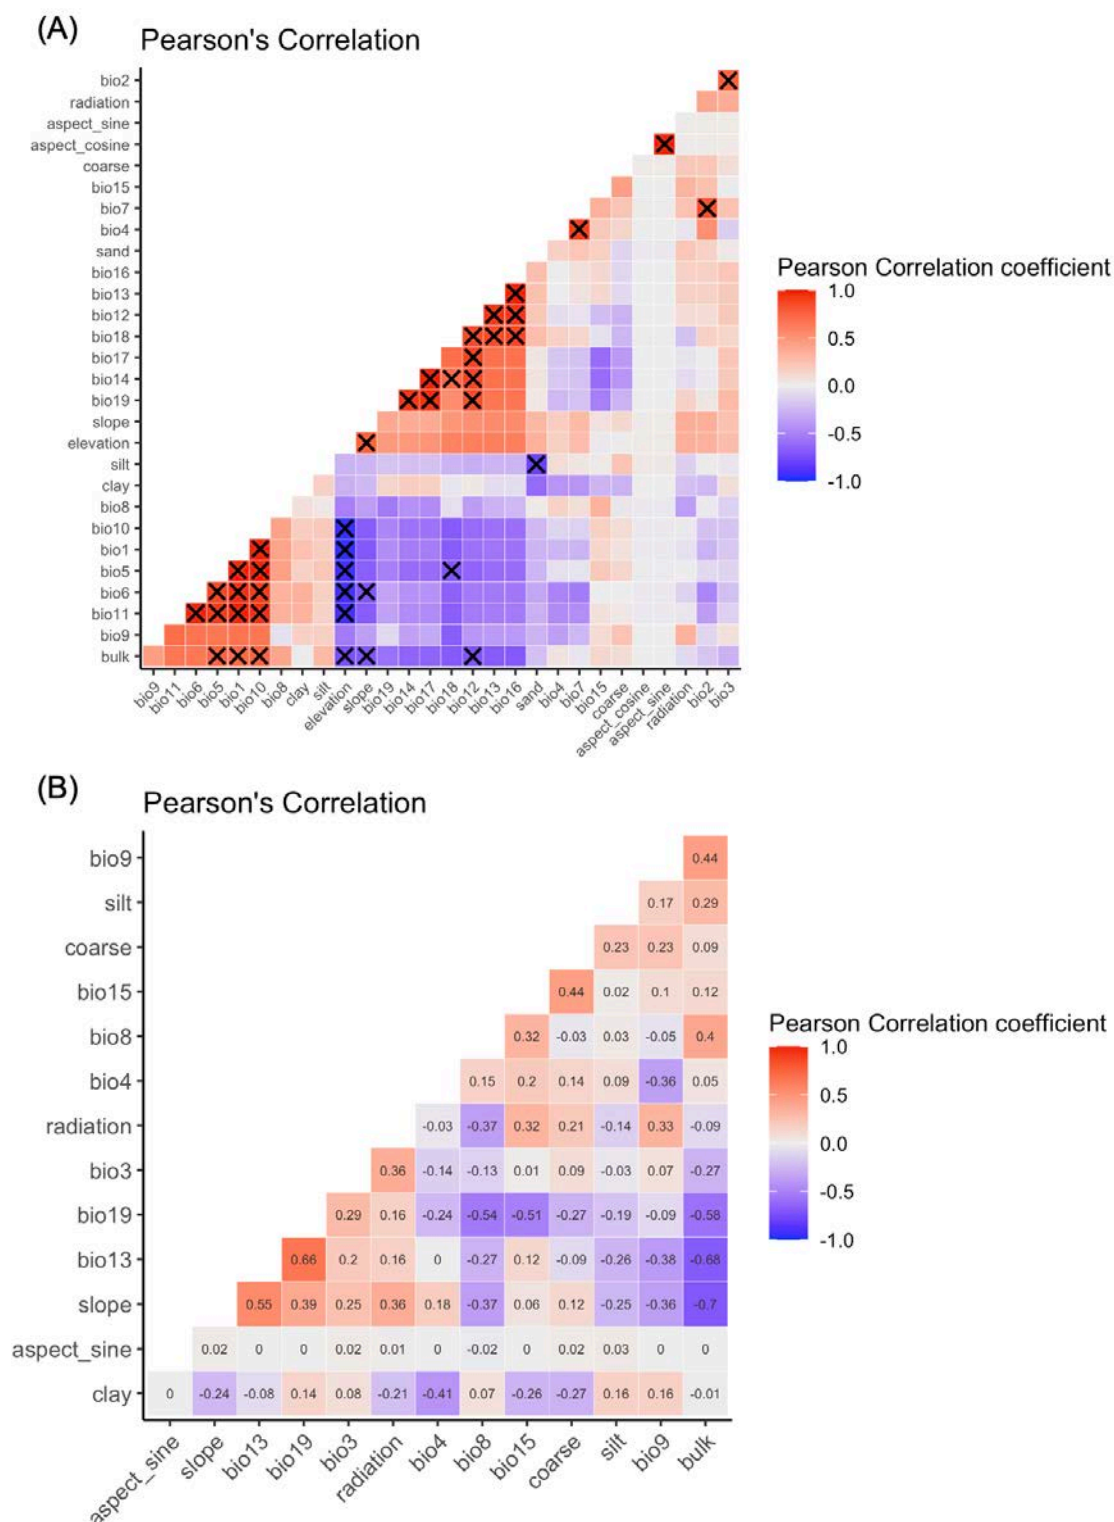 (A)
Pearson's Correlation
bio2
radiation
aspect_sine
aspect_cosine
coarse
bio15
bio7
bio4
sand
bio16
bio13
bio12
bio18
bio17
bio14
bio19
slope
elevation
silt
clay
bio8
bio10
bio1
bio5
bio6
bio11
bio9
bulk
bio9 bio11 bio6 bio5 bio1 bio10 bio8 clay silt elevation slope bio19 bio14 bio17 bio18 bio12 bio13 bio16 sand bio4 bio7 bio15 coarse aspect_cosine aspect_sine radiation bio2 bio3
Pearson Correlation coefficient
1.0
0.5
0.0
-0.5
-1.0
(B)
Pearson's Correlation
bio9 0.44
silt 0.17 0.29
coarse 0.23 0.23 0.09
bio15 0.44 0.02 0.1 0.12
bio8 0.32 -0.03 0.03 -0.05 0.4
bio4 0.15 0.2 0.14 0.09 -0.36 0.05
radiation -0.03 -0.37 0.32 0.21 -0.14 0.33 -0.09
bio3 0.36 -0.14 -0.13 0.01 0.09 -0.03 0.07 -0.27
bio19 0.29 0.16 -0.24 -0.54 -0.51 -0.27 -0.19 -0.09 -0.58
bio13 0.66 0.2 0.16 0 -0.27 0.12 -0.09 -0.26 -0.38 -0.68
slope 0.55 0.39 0.25 0.36 0.18 -0.37 0.06 0.12 -0.25 -0.36 -0.7
aspect_sine 0.02 0 0 0.02 0.01 0 -0.02 0 0.02 0.03 0 0
clay 0 -0.24 -0.08 0.14 0.08 -0.21 -0.41 0.07 -0.26 -0.27 0.16 0.16 -0.01
aspect_sine slope bio13 bio19 bio3 radiation bio4 bio8 bio15 coarse silt bio9 bulk
Pearson Correlation coefficient
1.0
0.5
0.0
-0.5
-1.0